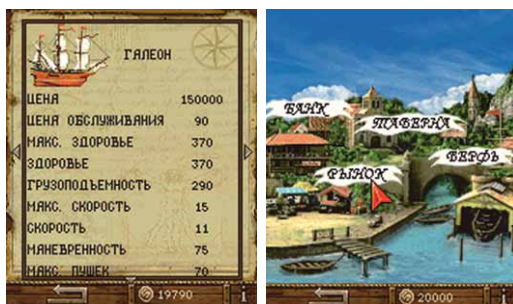 ГАЛЕОН
ЦЕНА 150000
ЦЕНА ОБСЛУЖИВАНИЯ 90
МАКС. ЗДОРОВЬЕ 370
ЗДОРОВЬЕ 370
ГРУЗОПОДЪЕМНОСТЬ 290
МАКС. СКОРОСТЬ 15
СКОРОСТЬ 11
МАНЕВРЕННОСТЬ 75
МАКС. ПУШЕК 70
19790 i
БАНК
ТАВЕРНА
ВЕРФЬ
РЫНОК
20000 i